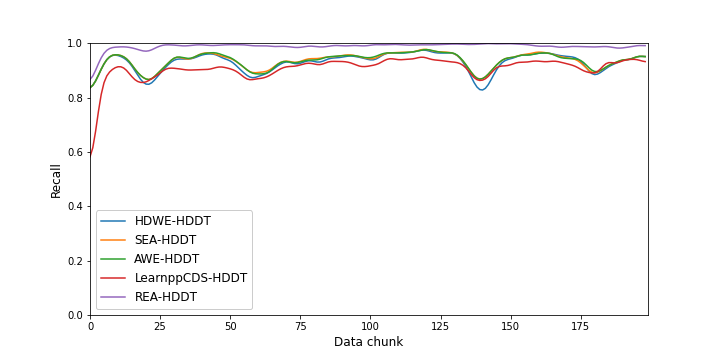 1.0
0.8
0.6
0.4
0.2
0.0
Recall
HDWE-HDDT
SEA-HDDT
AWE-HDDT
LearnppCDS-HDDT
REA-HDDT
0 25 50 75 100 125 150 175
Data chunk